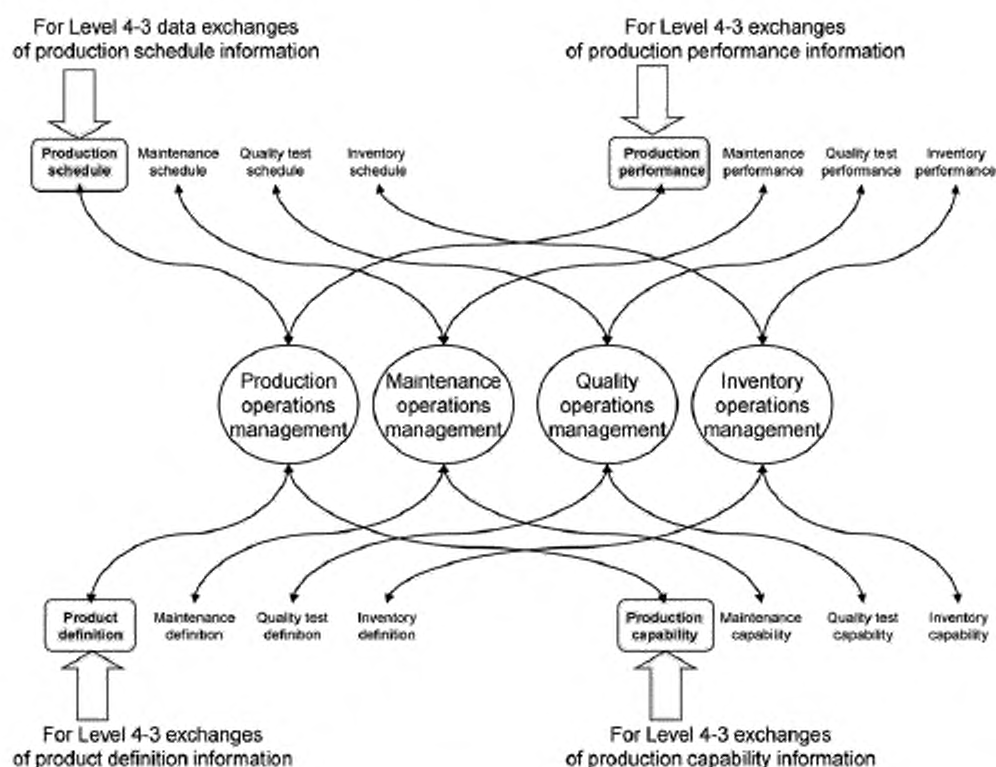 For Level 4-3 data exchanges
of production schedule information
For Level 4-3 exchanges
of production performance information
Production
schedule
Maintenance
schedule
Quality test
schedule
Inventory
schedule
Production
performance
Maintenance
performance
Quality test
performance
Inventory
performance
Production
operations
management
Maintenance
operations
management
Quality
operations
management
Inventory
operations
management
Product
definition
Maintenance
definition
Quality test
definition
Inventory
definition
Production
capability
Maintenance
capability
Quality test
capability
Inventory
capability
For Level 4-3 exchanges
of product definition information
For Level 4-3 exchanges
of production capability information